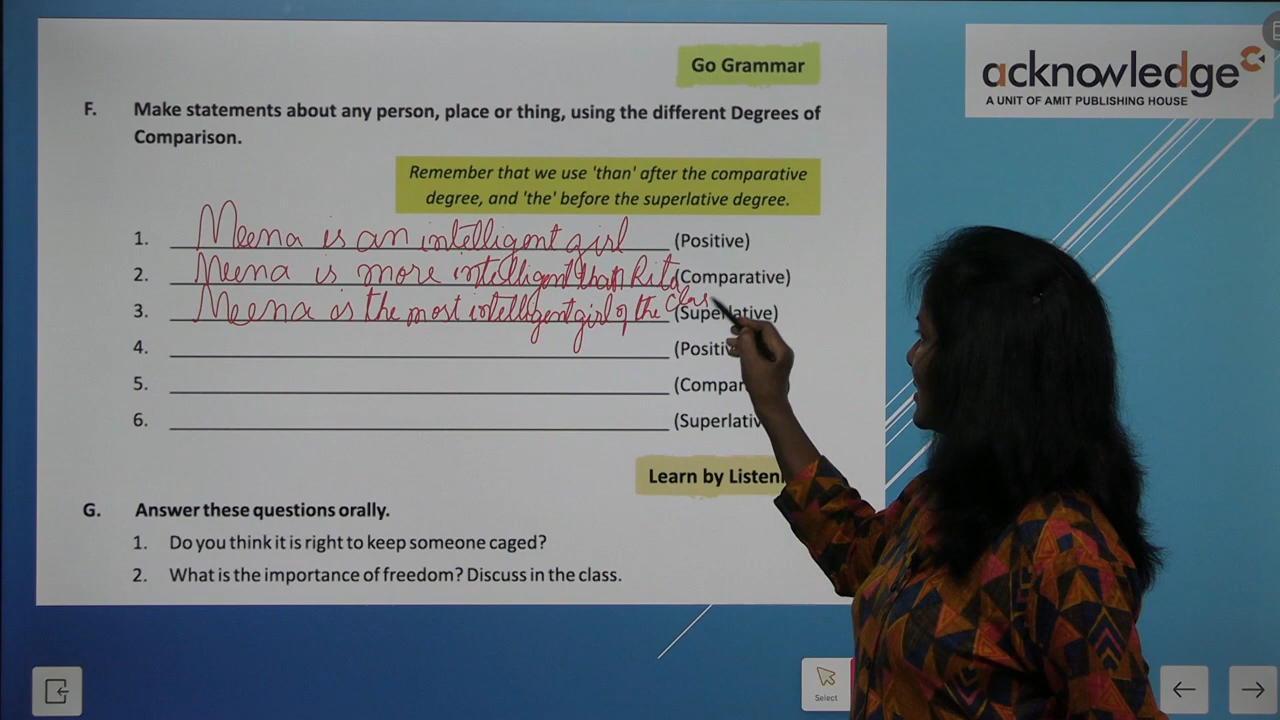 Go Grammar
acknowledge
A UNIT OF AMIT PUBLISHING HOUSE
F. Make statements about any person, place or thing, using the different Degrees of
Comparison.
Remember that we use 'than' after the comparative
degree, and 'the' before the superlative degree.
1. Meena is an intelligent girl (Positive)
2. Meena is more intelligent than Rita (Comparative)
3. Meena is the most intelligent girl of the Clas (Superlative)
4. (Positiv
5. (Compar
6. (Superlativ
Learn by Listeni
G. Answer these questions orally.
1. Do you think it is right to keep someone caged?
2. What is the importance of freedom? Discuss in the class.
Select